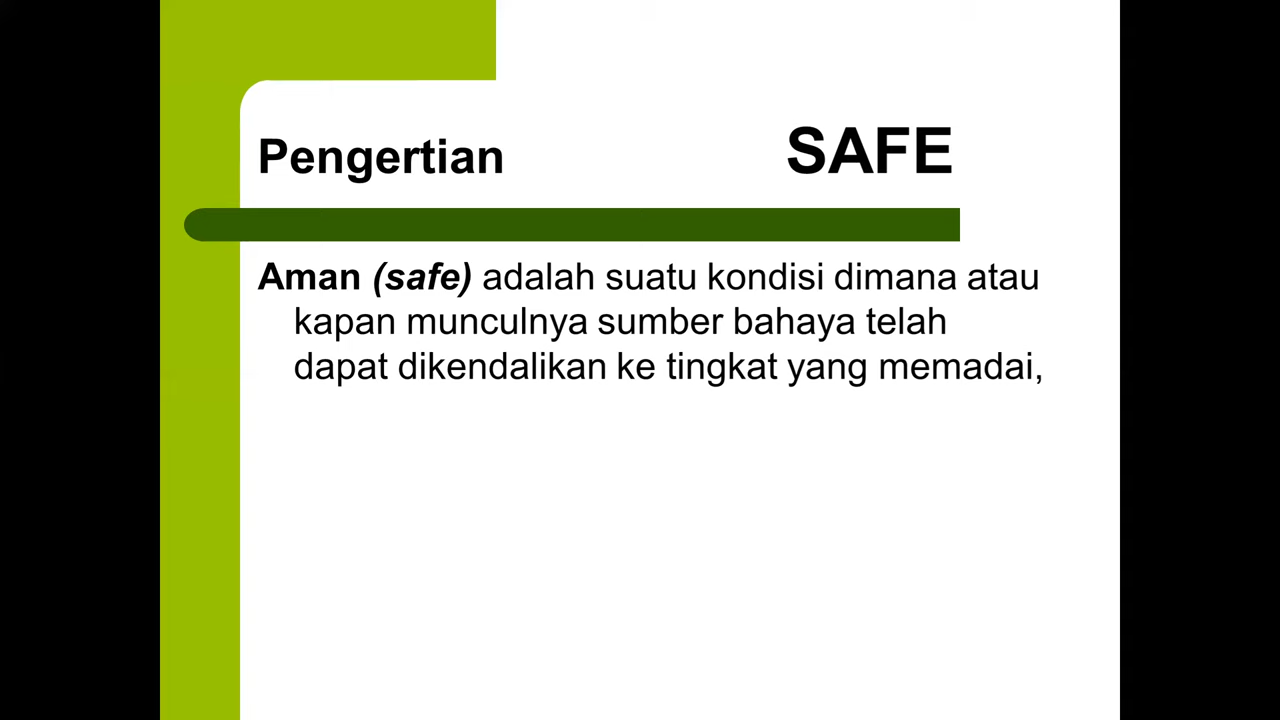 Pengertian SAFE
Aman (safe) adalah suatu kondisi dimana atau
kapan munculnya sumber bahaya telah
dapat dikendalikan ke tingkat yang memadai,